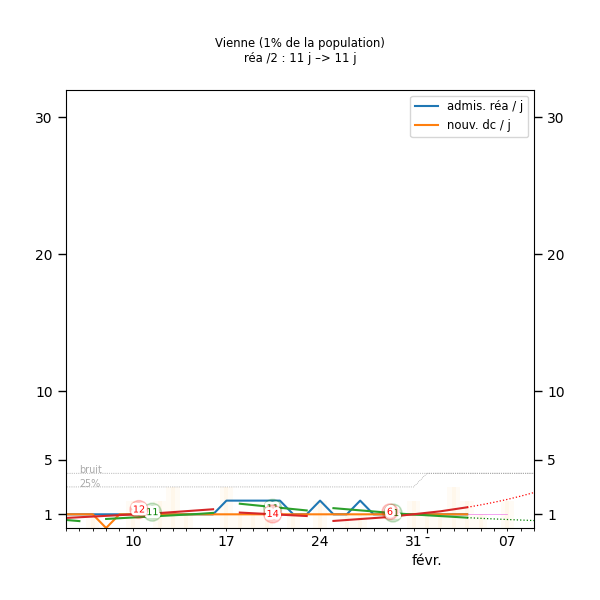 Vienne (1% de la population)
réa /2 : 11 j –> 11 j
admis. réa / j
nouv. dc / j
30 30
20 20
10 10
5 5
bruit
25%
12 11 14 6
1 1
10 17 24 31 07
févr.